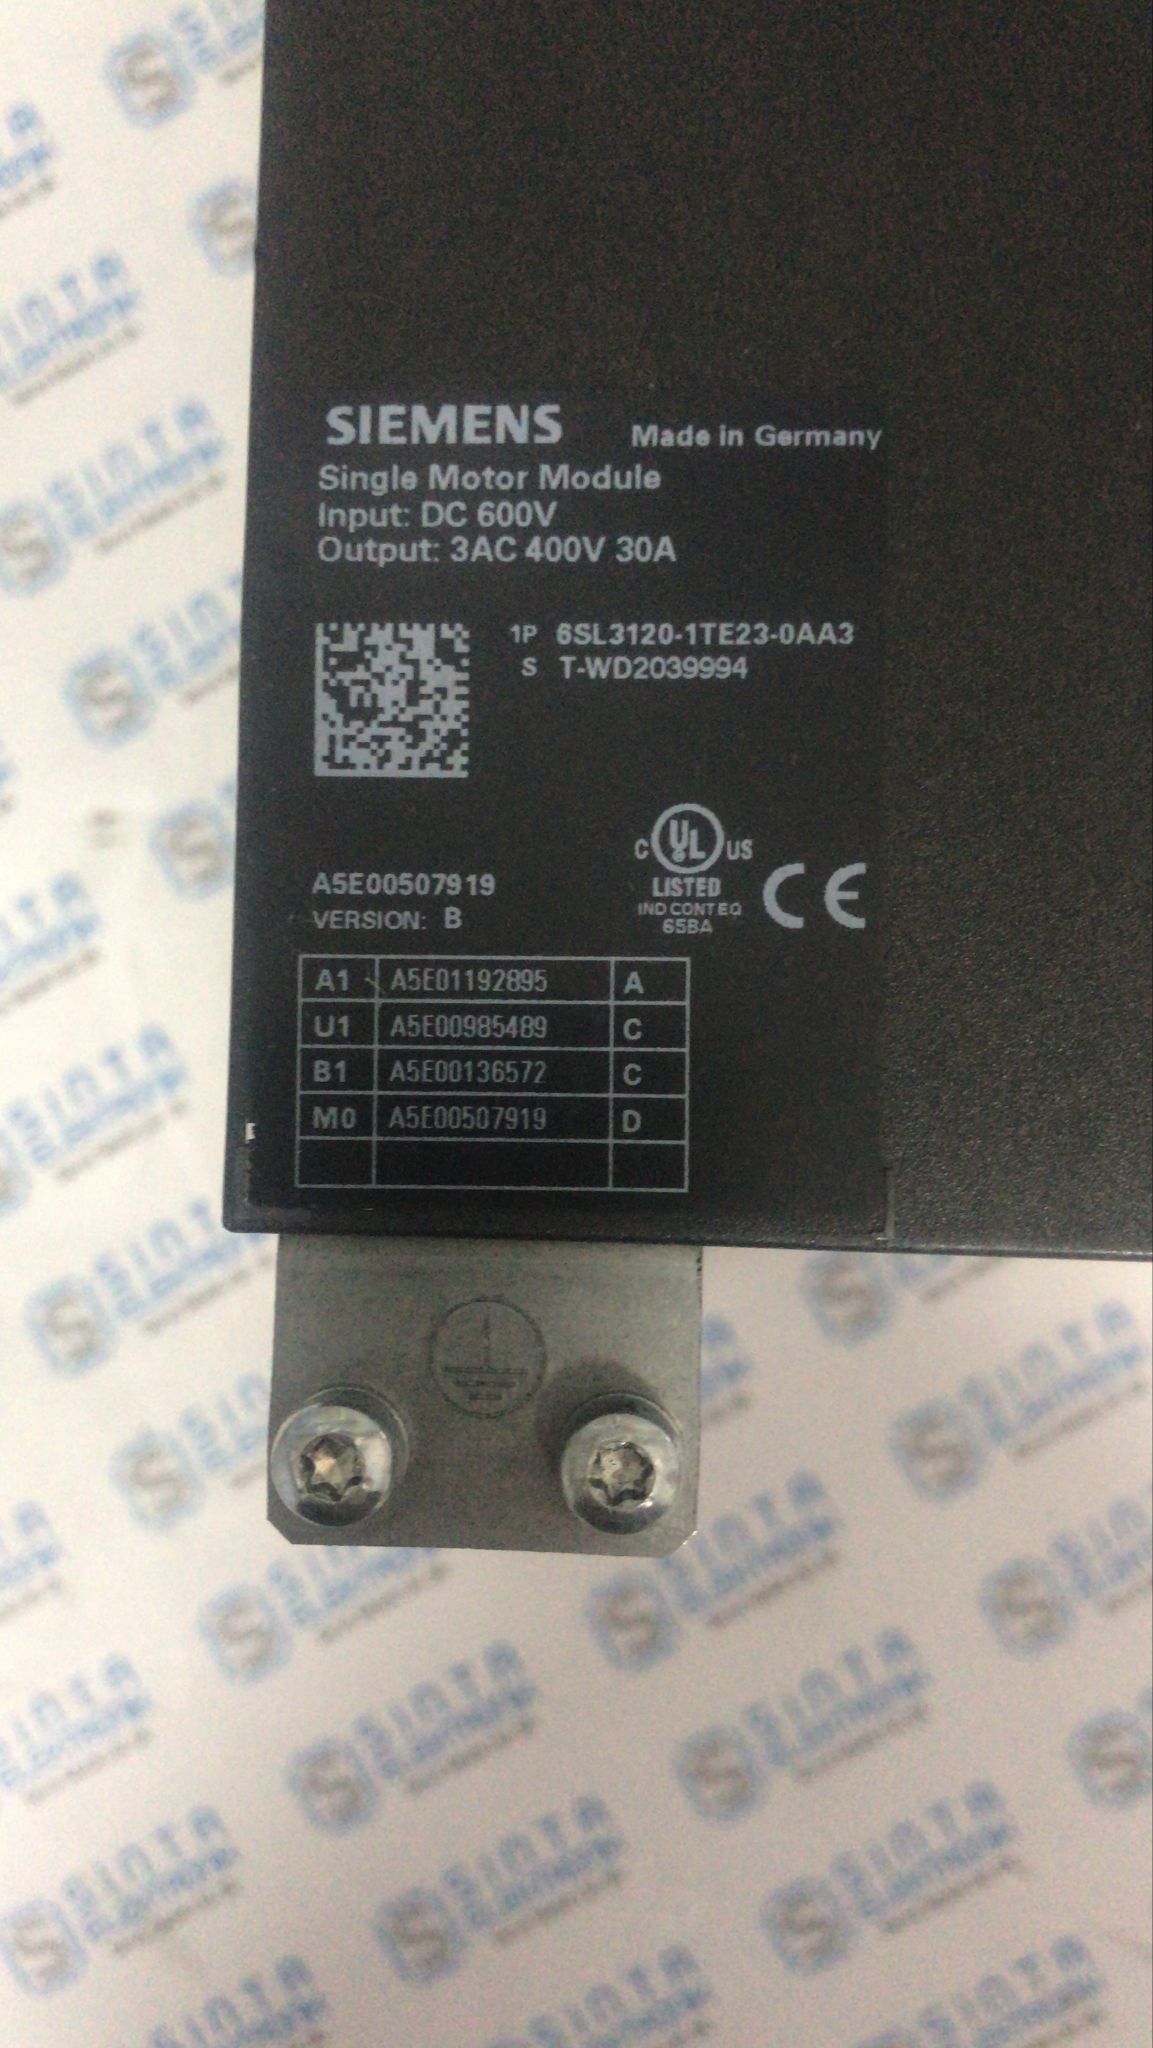 SIEMENS Made in Germany
Single Motor Module
Input: DC 600V
Output: 3AC 400V 30A
1P 6SL3120-1TE23-0AA3
S T-WD2039994
C UL US
LISTED
IND CONT EQ
65BA
CE
A5E00507919
VERSION: B
A1 A5E01192895 A
U1 A5E00985489 C
B1 A5E00136572 C
M0 A5E00507919 D